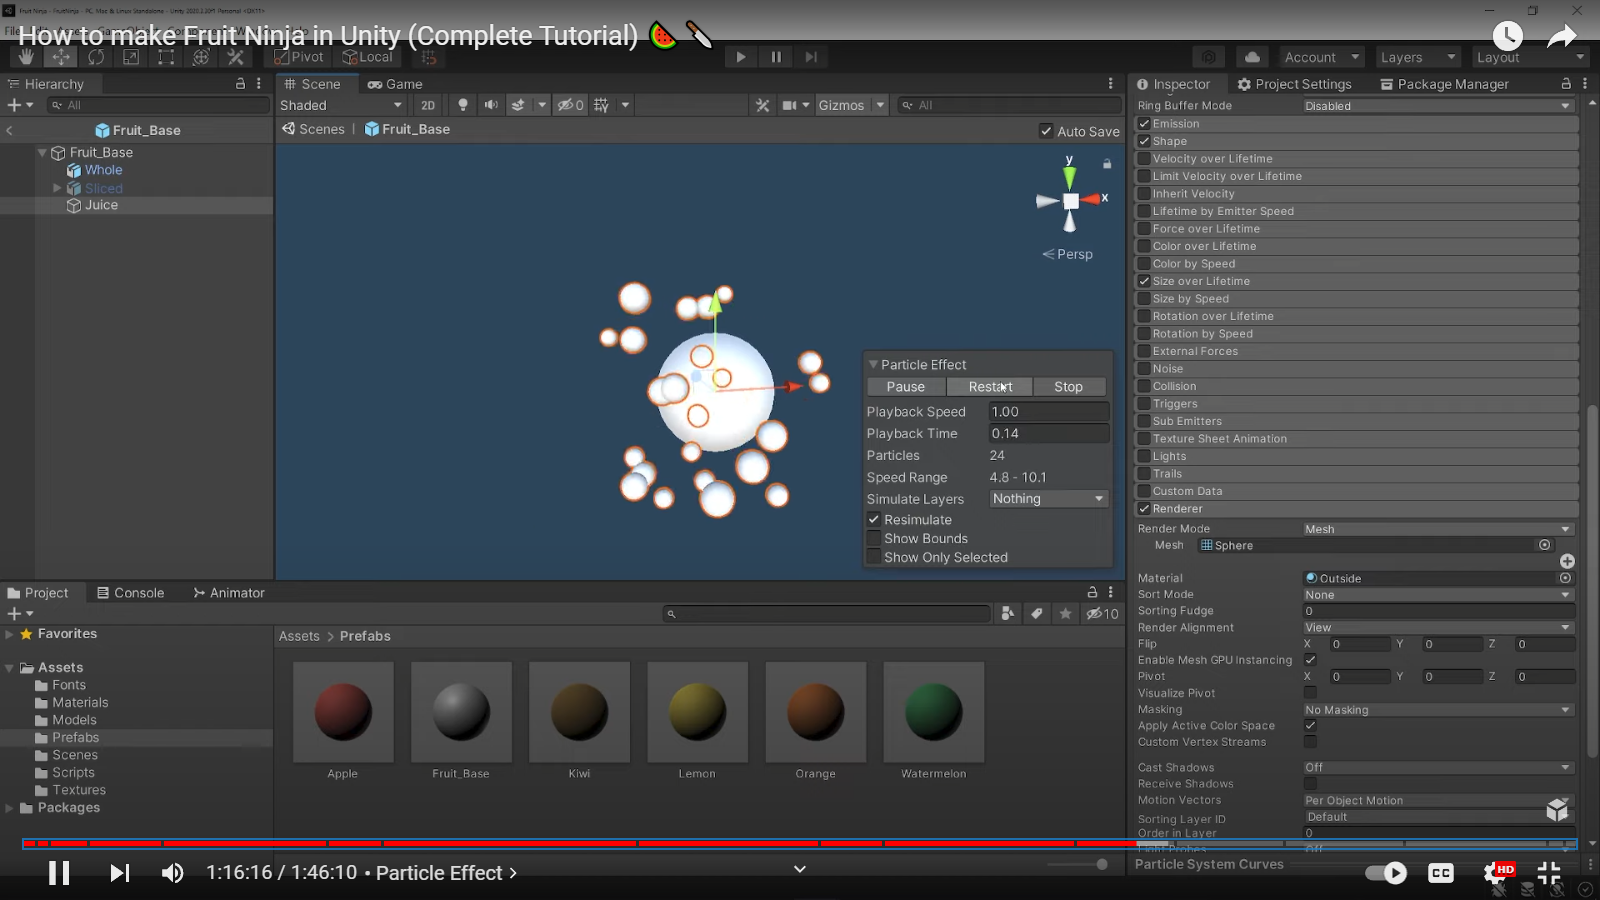 How to make Fruit Ninja in Unity (Complete Tutorial)
Pivot
Local
Account
Layers
Layout
Hierarchy
All
Fruit_Base
Fruit_Base
Whole
Sliced
Juice
Scene
Game
Shaded
2D
0
Gizmos
All
Scenes
Fruit_Base
Auto Save
y
x
Persp
Particle Effect
Pause
Restart
Stop
Playback Speed
1.00
Playback Time
0.14
Particles
24
Speed Range
4.8 - 10.1
Simulate Layers
Nothing
Resimulate
Show Bounds
Show Only Selected
Inspector
Project Settings
Package Manager
Ring Buffer Mode
Disabled
Emission
Shape
Velocity over Lifetime
Limit Velocity over Lifetime
Inherit Velocity
Lifetime by Emitter Speed
Force over Lifetime
Color over Lifetime
Color by Speed
Size over Lifetime
Size by Speed
Rotation over Lifetime
Rotation by Speed
External Forces
Noise
Collision
Triggers
Sub Emitters
Texture Sheet Animation
Lights
Trails
Custom Data
Renderer
Render Mode
Mesh
Mesh
Sphere
Material
Outside
Sort Mode
None
Sorting Fudge
0
Render Alignment
View
Flip
X 0 Y 0 Z 0
Enable Mesh GPU Instancing
Pivot
X 0 Y 0 Z 0
Visualize Pivot
Masking
No Masking
Apply Active Color Space
Custom Vertex Streams
Cast Shadows
Off
Receive Shadows
Motion Vectors
Per Object Motion
Sorting Layer ID
Default
Order in Layer
0
Particle System Curves
Project
Console
Animator
10
Favorites
Assets
Fonts
Materials
Models
Prefabs
Scenes
Scripts
Textures
Packages
Assets > Prefabs
Apple
Fruit_Base
Kiwi
Lemon
Orange
Watermelon
1:16:16 / 1:46:10 • Particle Effect >
CC
HD